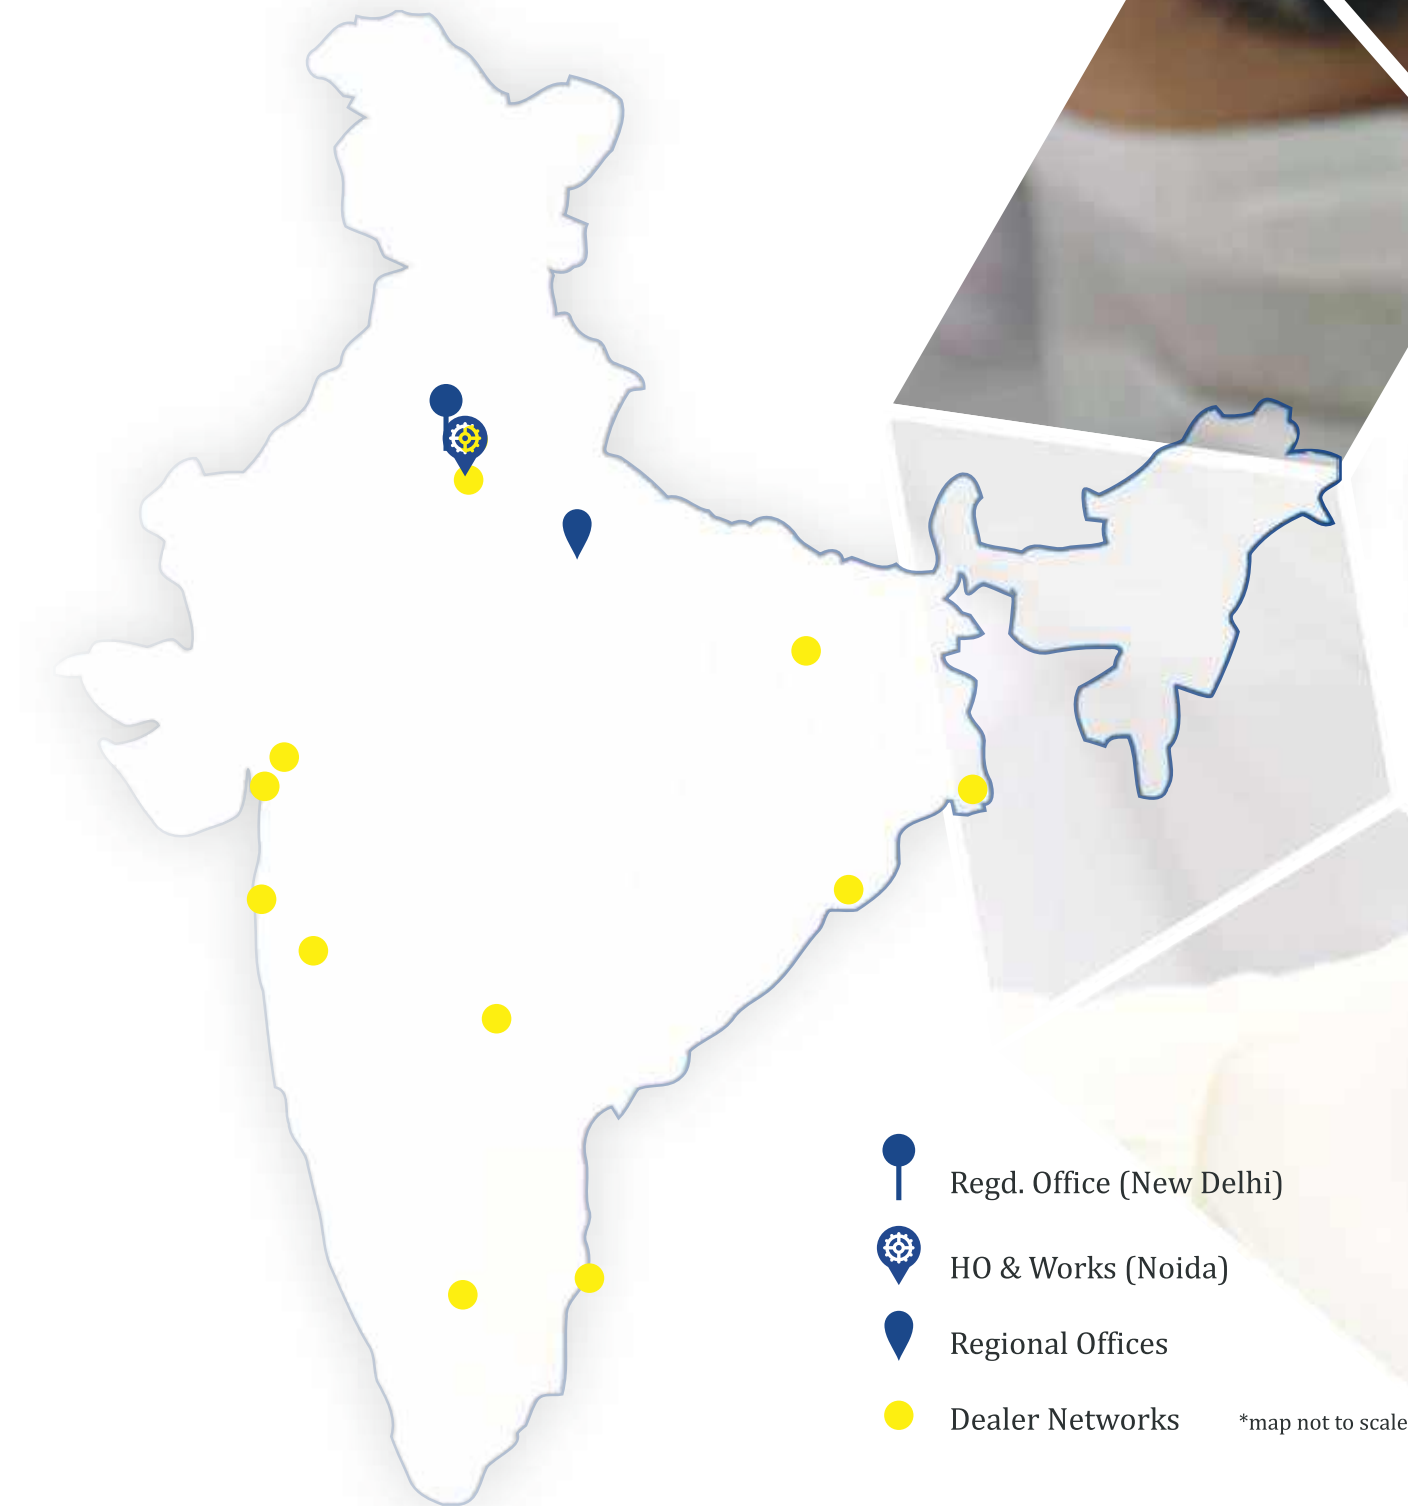 Regd. Office (New Delhi)
HO & Works (Noida)
Regional Offices
Dealer Networks
*map not to scale